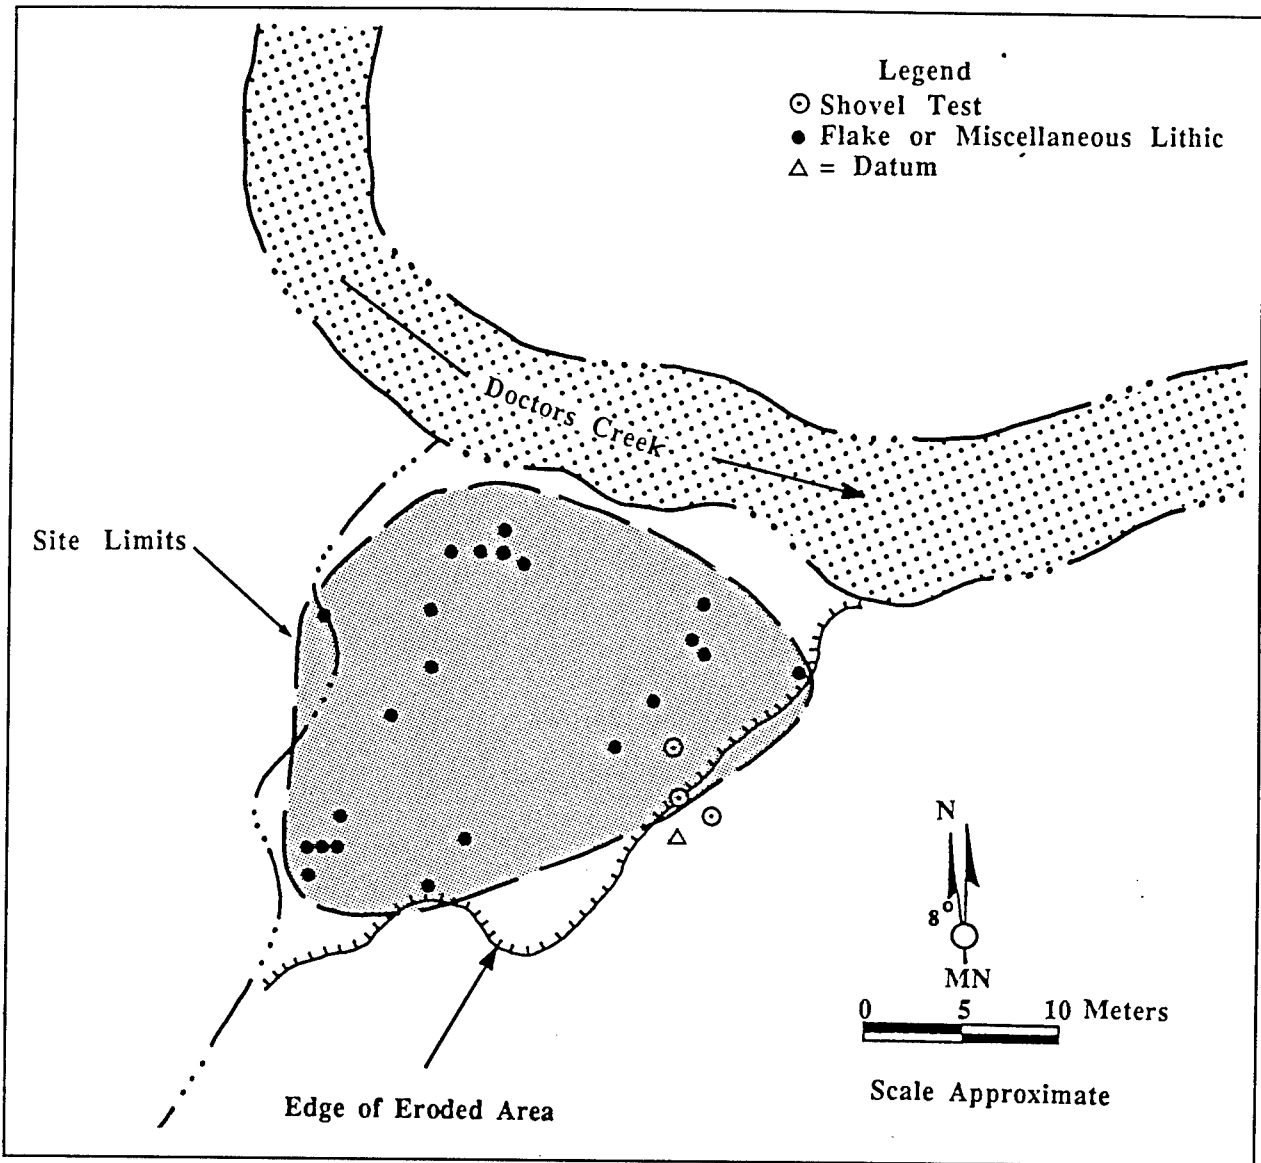 Legend
Shovel Test
Flake or Miscellaneous Lithic
= Datum
Doctors Creek
Site Limits
N
8°
MN
0 5 10 Meters
Scale Approximate
Edge of Eroded Area